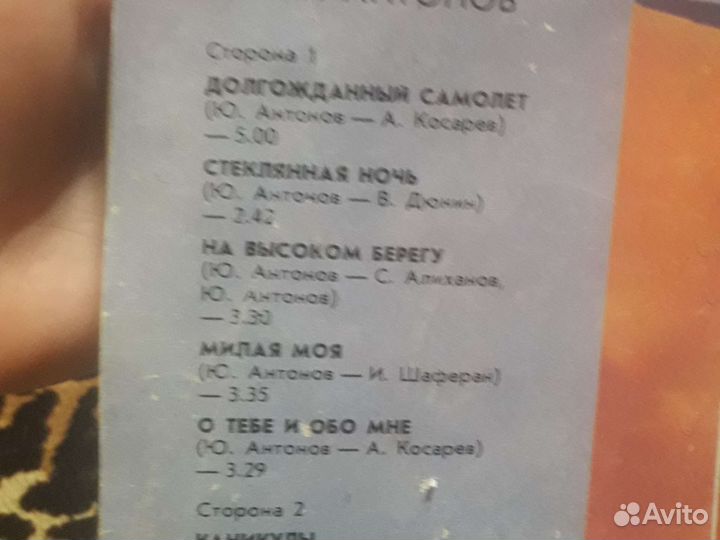 АНТОНОВ
Сторона 1
ДОЛГОЖДАННЫЙ САМОЛЕТ
(Ю. Антонов — А. Косарев)
— 5.00
СТЕКЛЯННАЯ НОЧЬ
(Ю. Антонов — В. Дюнин)
— 2.42
НА ВЫСОКОМ БЕРЕГУ
(Ю. Антонов — С. Алиханов,
Ю. Антонов)
— 3.30
МИЛАЯ МОЯ
(Ю. Антонов — И. Шаферан)
— 3.35
О ТЕБЕ И ОБО МНЕ
(Ю. Антонов — А. Косарев)
— 3.29
Сторона 2
КАНИКУЛЫ
Avito